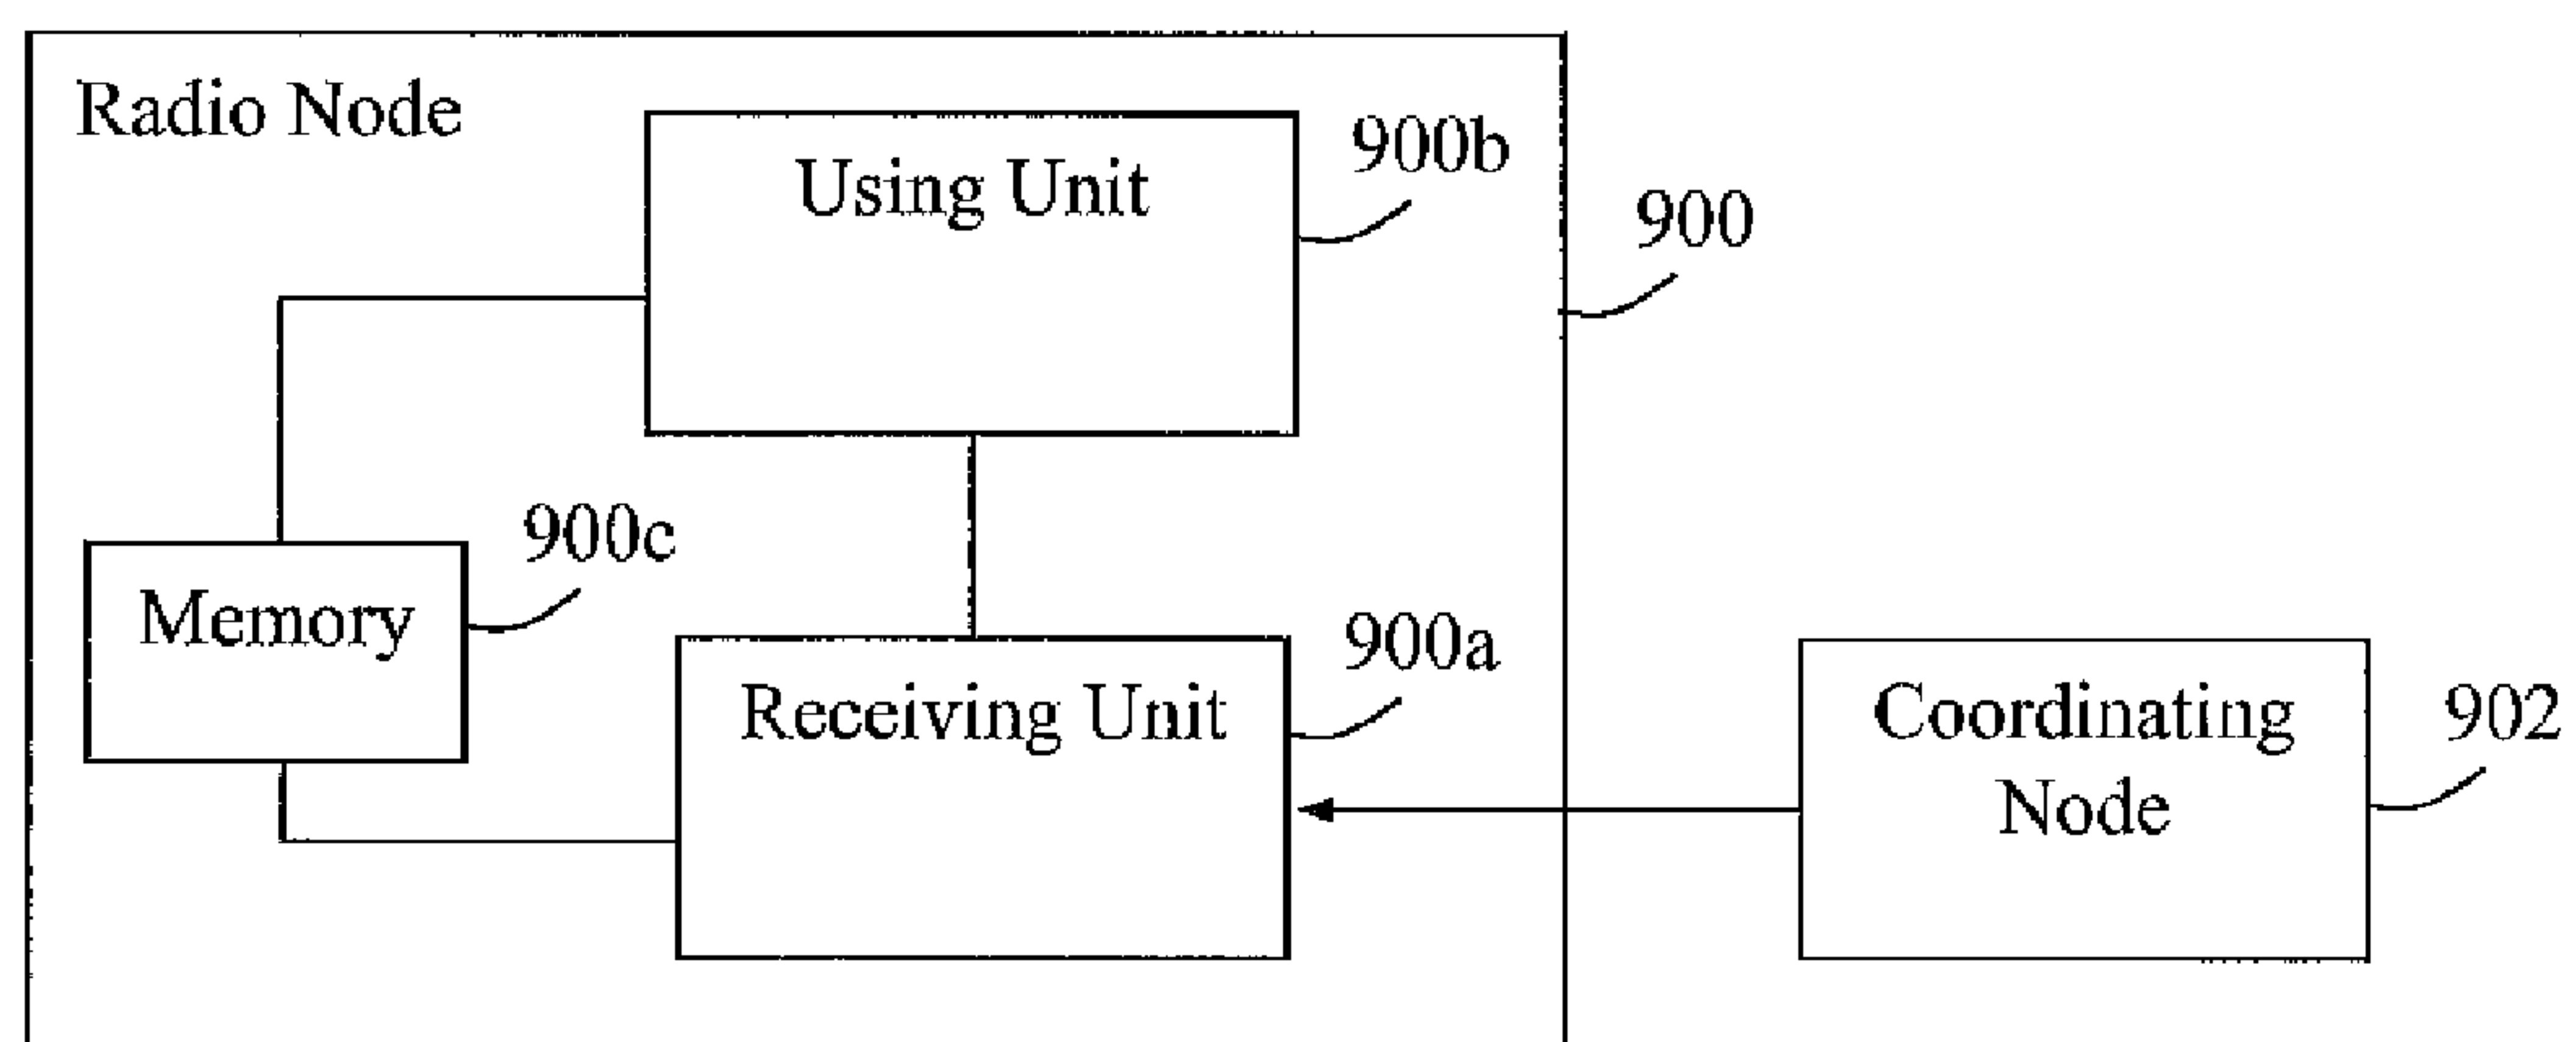 Radio Node
Using Unit
900b
900
Memory
900c
Receiving Unit
900a
Coordinating
Node
902